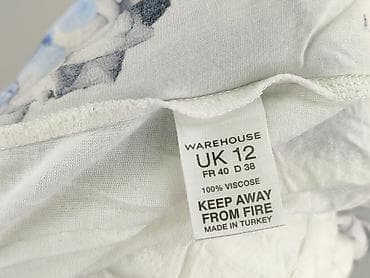 WAREHOUSE
UK 12
FR 40 D 38
100% VISCOSE
KEEP AWAY
FROM FIRE
MADE IN TURKEY